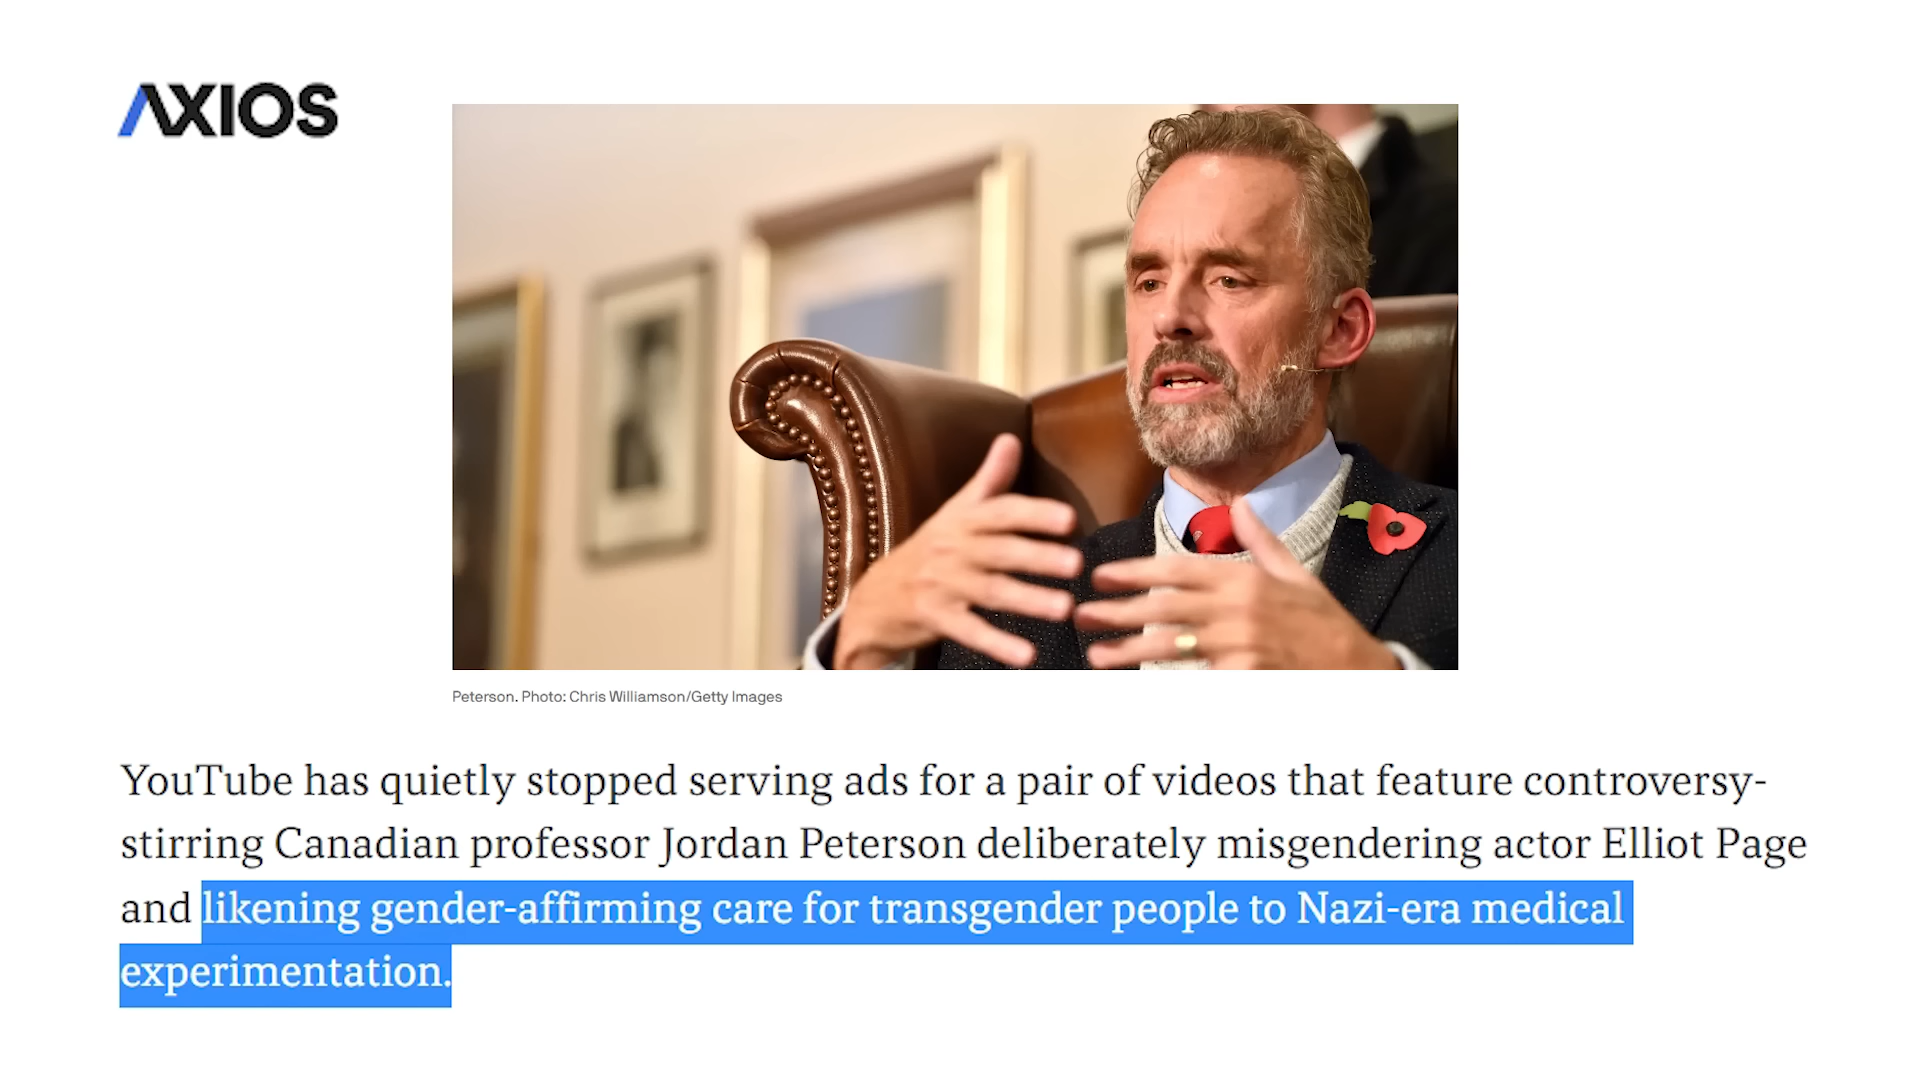 AXIOS
Peterson. Photo: Chris Williamson/Getty Images
YouTube has quietly stopped serving ads for a pair of videos that feature controversy-
stirring Canadian professor Jordan Peterson deliberately misgendering actor Elliot Page
and likening gender-affirming care for transgender people to Nazi-era medical
experimentation.